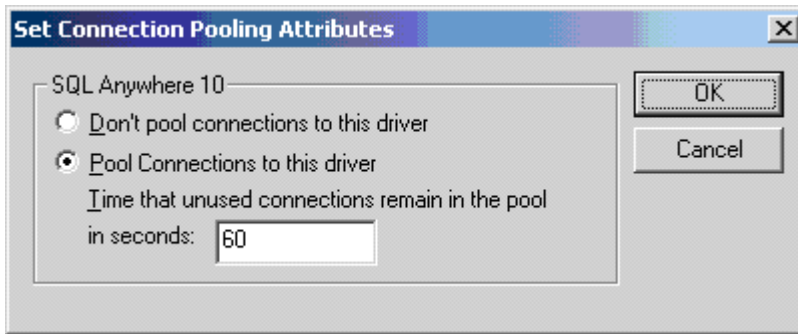 Set Connection Pooling Attributes
SQL Anywhere 10
Don't pool connections to this driver
Pool Connections to this driver
Time that unused connections remain in the pool
in seconds: 60
OK
Cancel